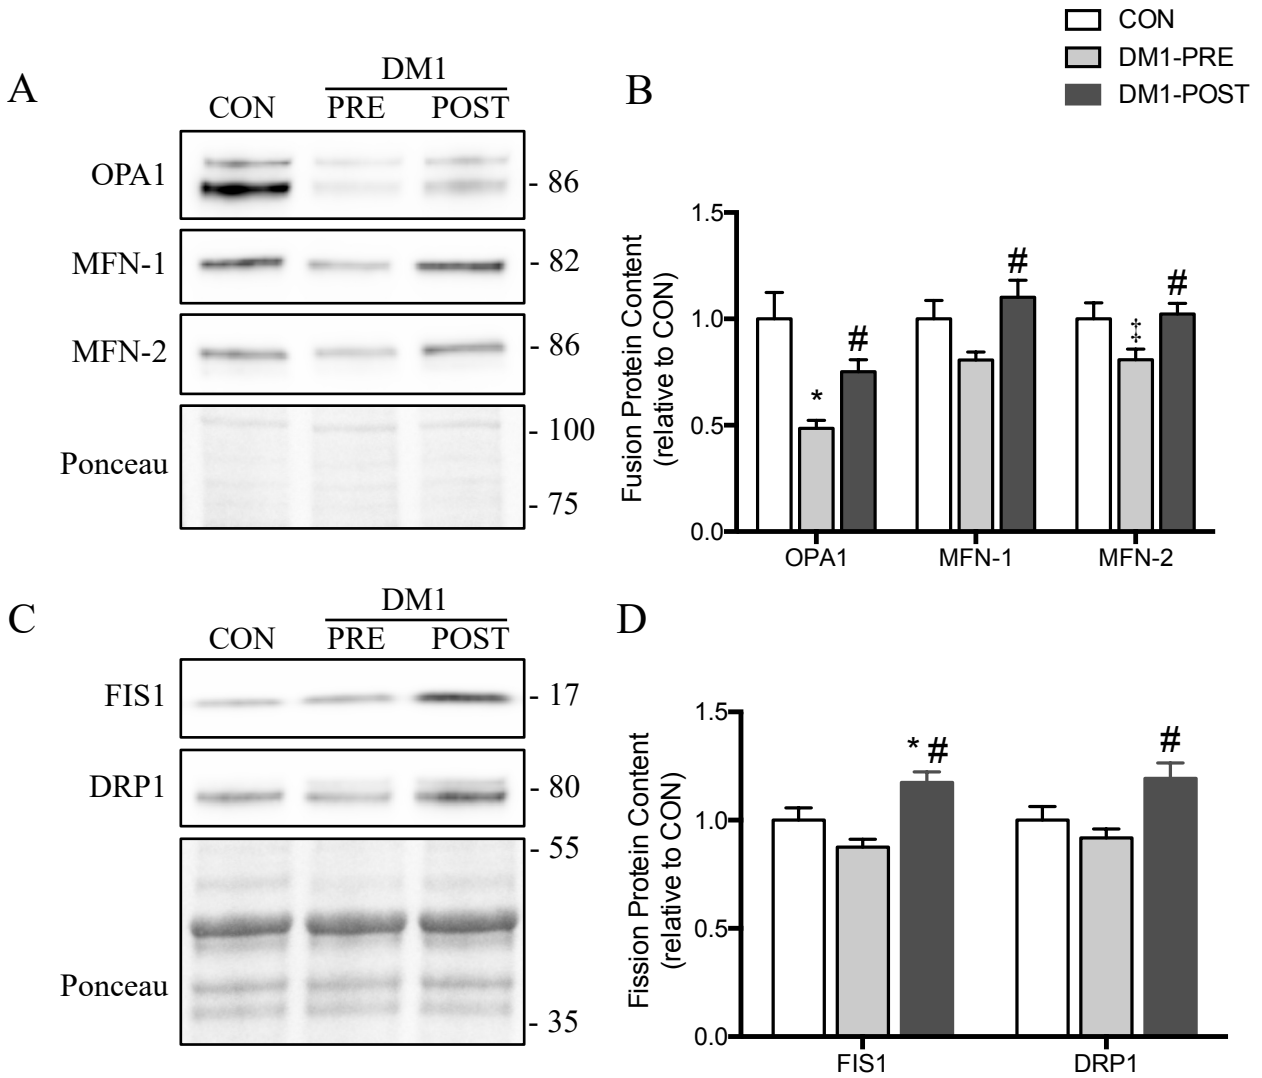 CON
DM1-PRE
DM1-POST
A
DM1
CON PRE POST
OPA1
- 86
MFN-1
- 82
MFN-2
- 86
Ponceau
- 100
- 75
B
Fusion Protein Content
(relative to CON)
1.5
1.0
0.5
0.0
* #
#
‡ #
OPA1 MFN-1 MFN-2
C
DM1
CON PRE POST
FIS1
- 17
DRP1
- 80
- 55
Ponceau
- 35
D
Fission Protein Content
(relative to CON)
1.5
1.0
0.5
0.0
* #
#
FIS1 DRP1